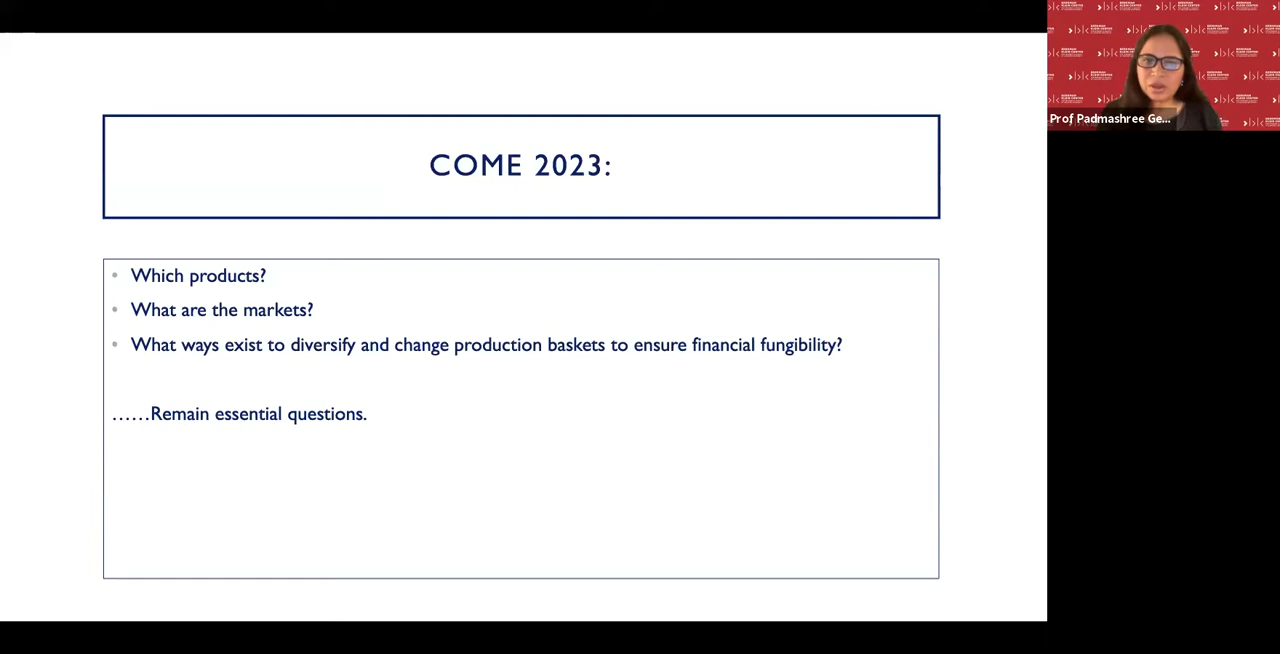 COME 2023:
• Which products?
• What are the markets?
• What ways exist to diversify and change production baskets to ensure financial fungibility?
……Remain essential questions.
Prof Padmashree Ge...